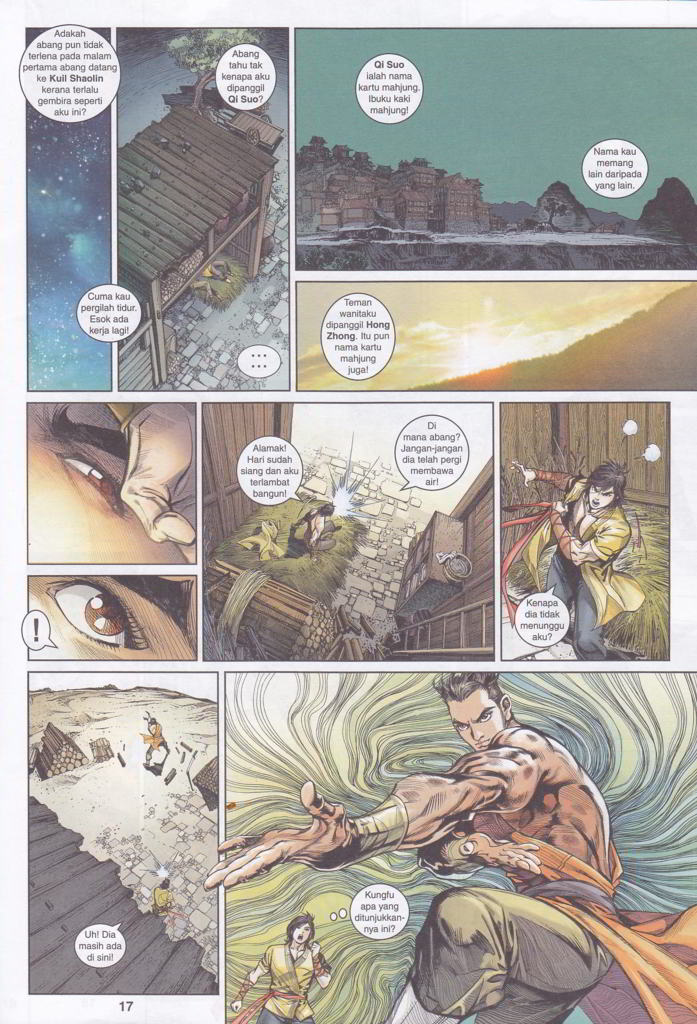 Adakah
abang pun tidak
terlena pada malam
pertama abang datang
ke Kuil Shaolin
kerana terlalu
gembira seperti
aku ini?
Abang
tahu tak
kenapa aku
dipanggil
Qi Suo?
Cuma kau
pergilah tidur.
Esok ada
kerja lagi!
...
...
Qi Suo
ialah nama
kartu mahjung.
Ibuku kaki
mahjung!
Nama kau
memang
lain daripada
yang lain.
Teman
wanitaku
dipanggil Hong
Zhong. Itu pun
nama kartu
mahjung
juga!
!
Alamak!
Hari sudah
siang dan aku
terlambat
bangun!
Di
mana abang?
Jangan-jangan
dia telah pergi
membawa
air!
Kenapa
dia tidak
menunggu
aku?
Uh! Dia
masih ada
di sini!
Kungfu
apa yang
ditunjukkan-
nya ini?
17